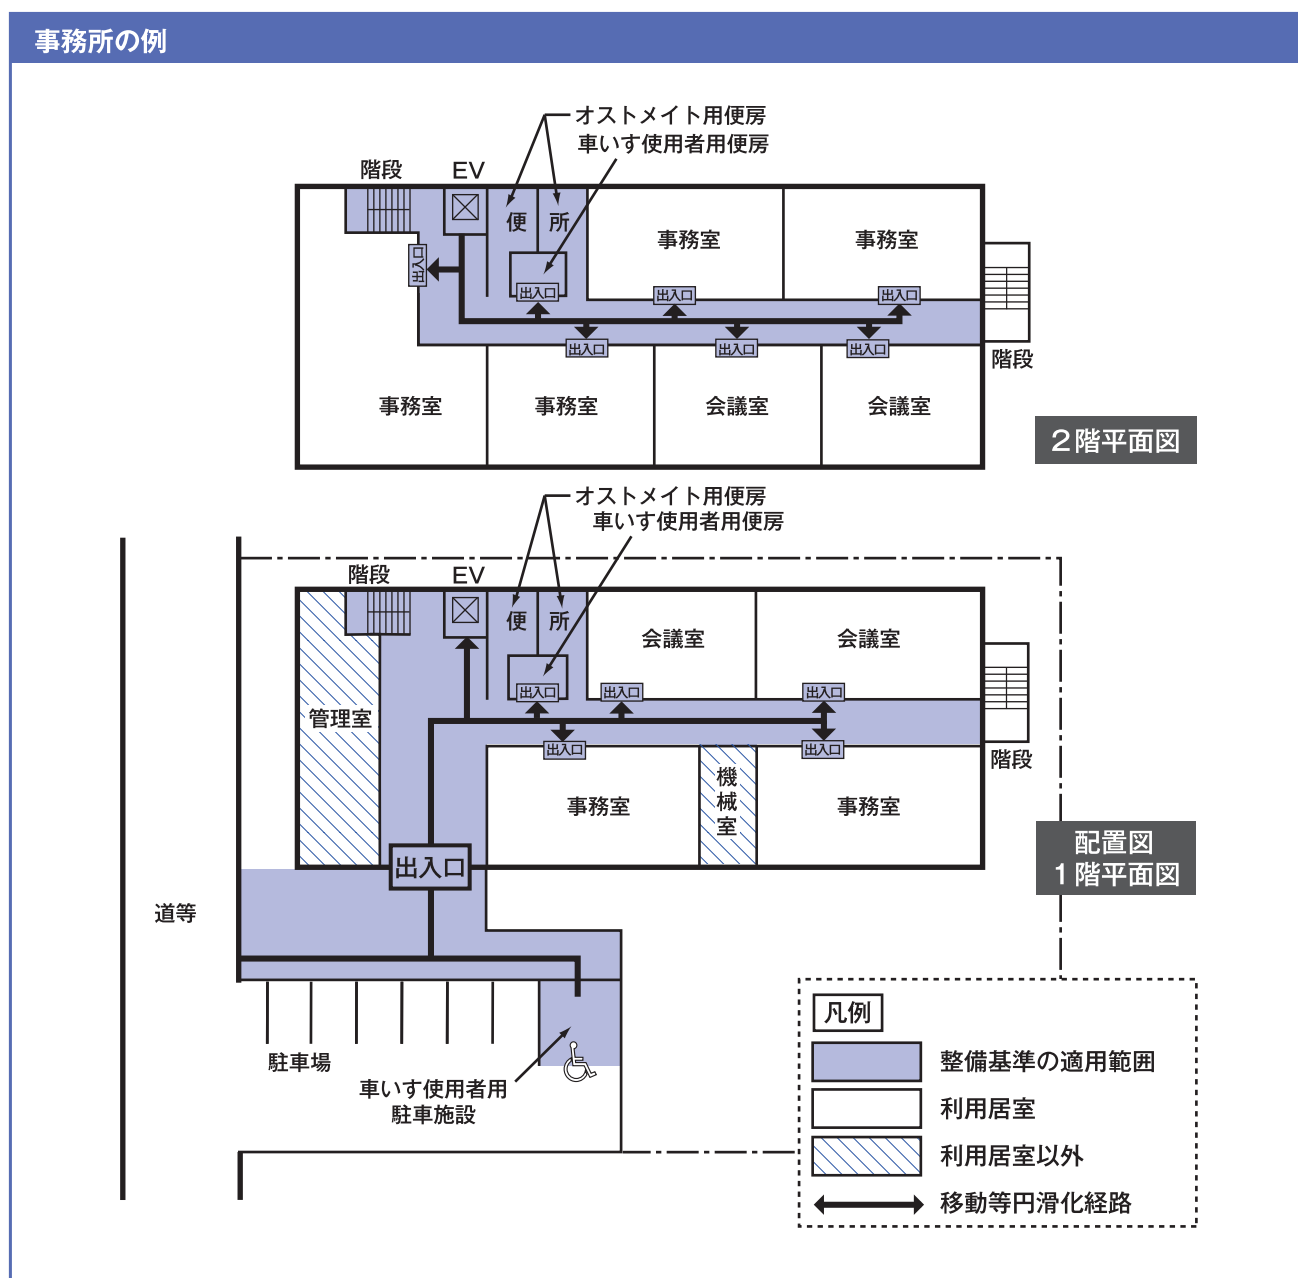 事務所の例
オストメイト用便房
車いす使用者用便房
階段
EV
便
所
事務室
事務室
出入口
出入口
出入口
出入口
出入口
出入口
出入口
階段
事務室
事務室
会議室
会議室
2階平面図
オストメイト用便房
車いす使用者用便房
階段
EV
便
所
会議室
会議室
出入口
出入口
出入口
管理室
出入口
出入口
階段
機械室
事務室
事務室
配置図
1階平面図
出入口
道等
駐車場
車いす使用者用
駐車施設
凡例
整備基準の適用範囲
利用居室
利用居室以外
移動等円滑化経路